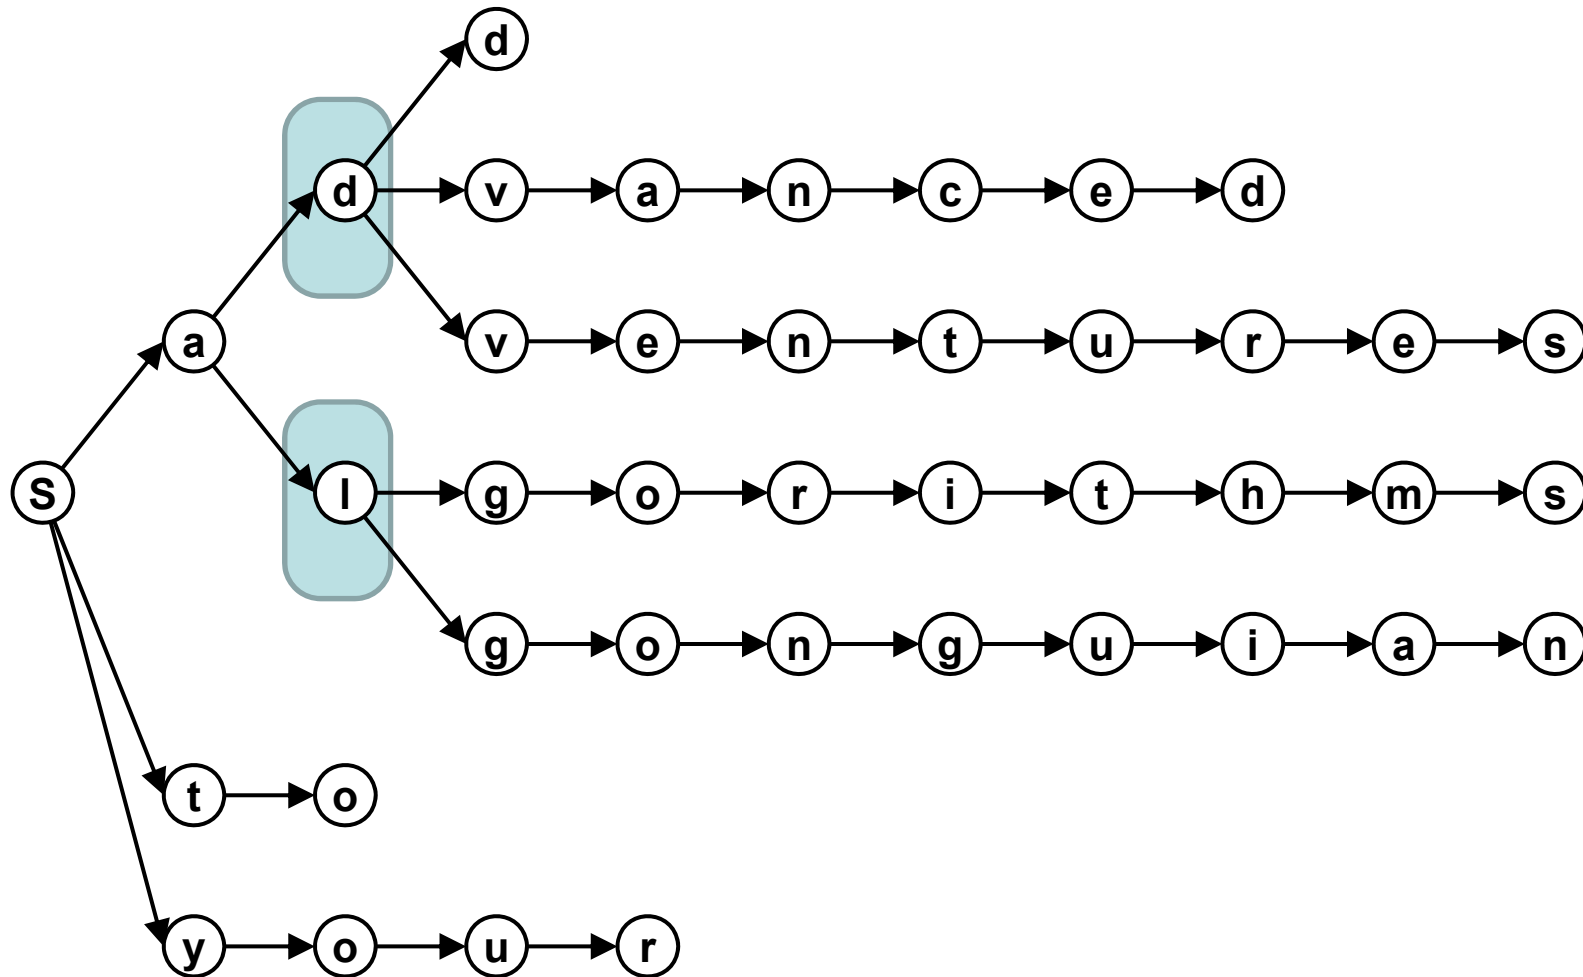 d
d v a n c e d
a v e n t u r e s
S l g o r i t h m s
g o n g u i a n
t o
y o u r